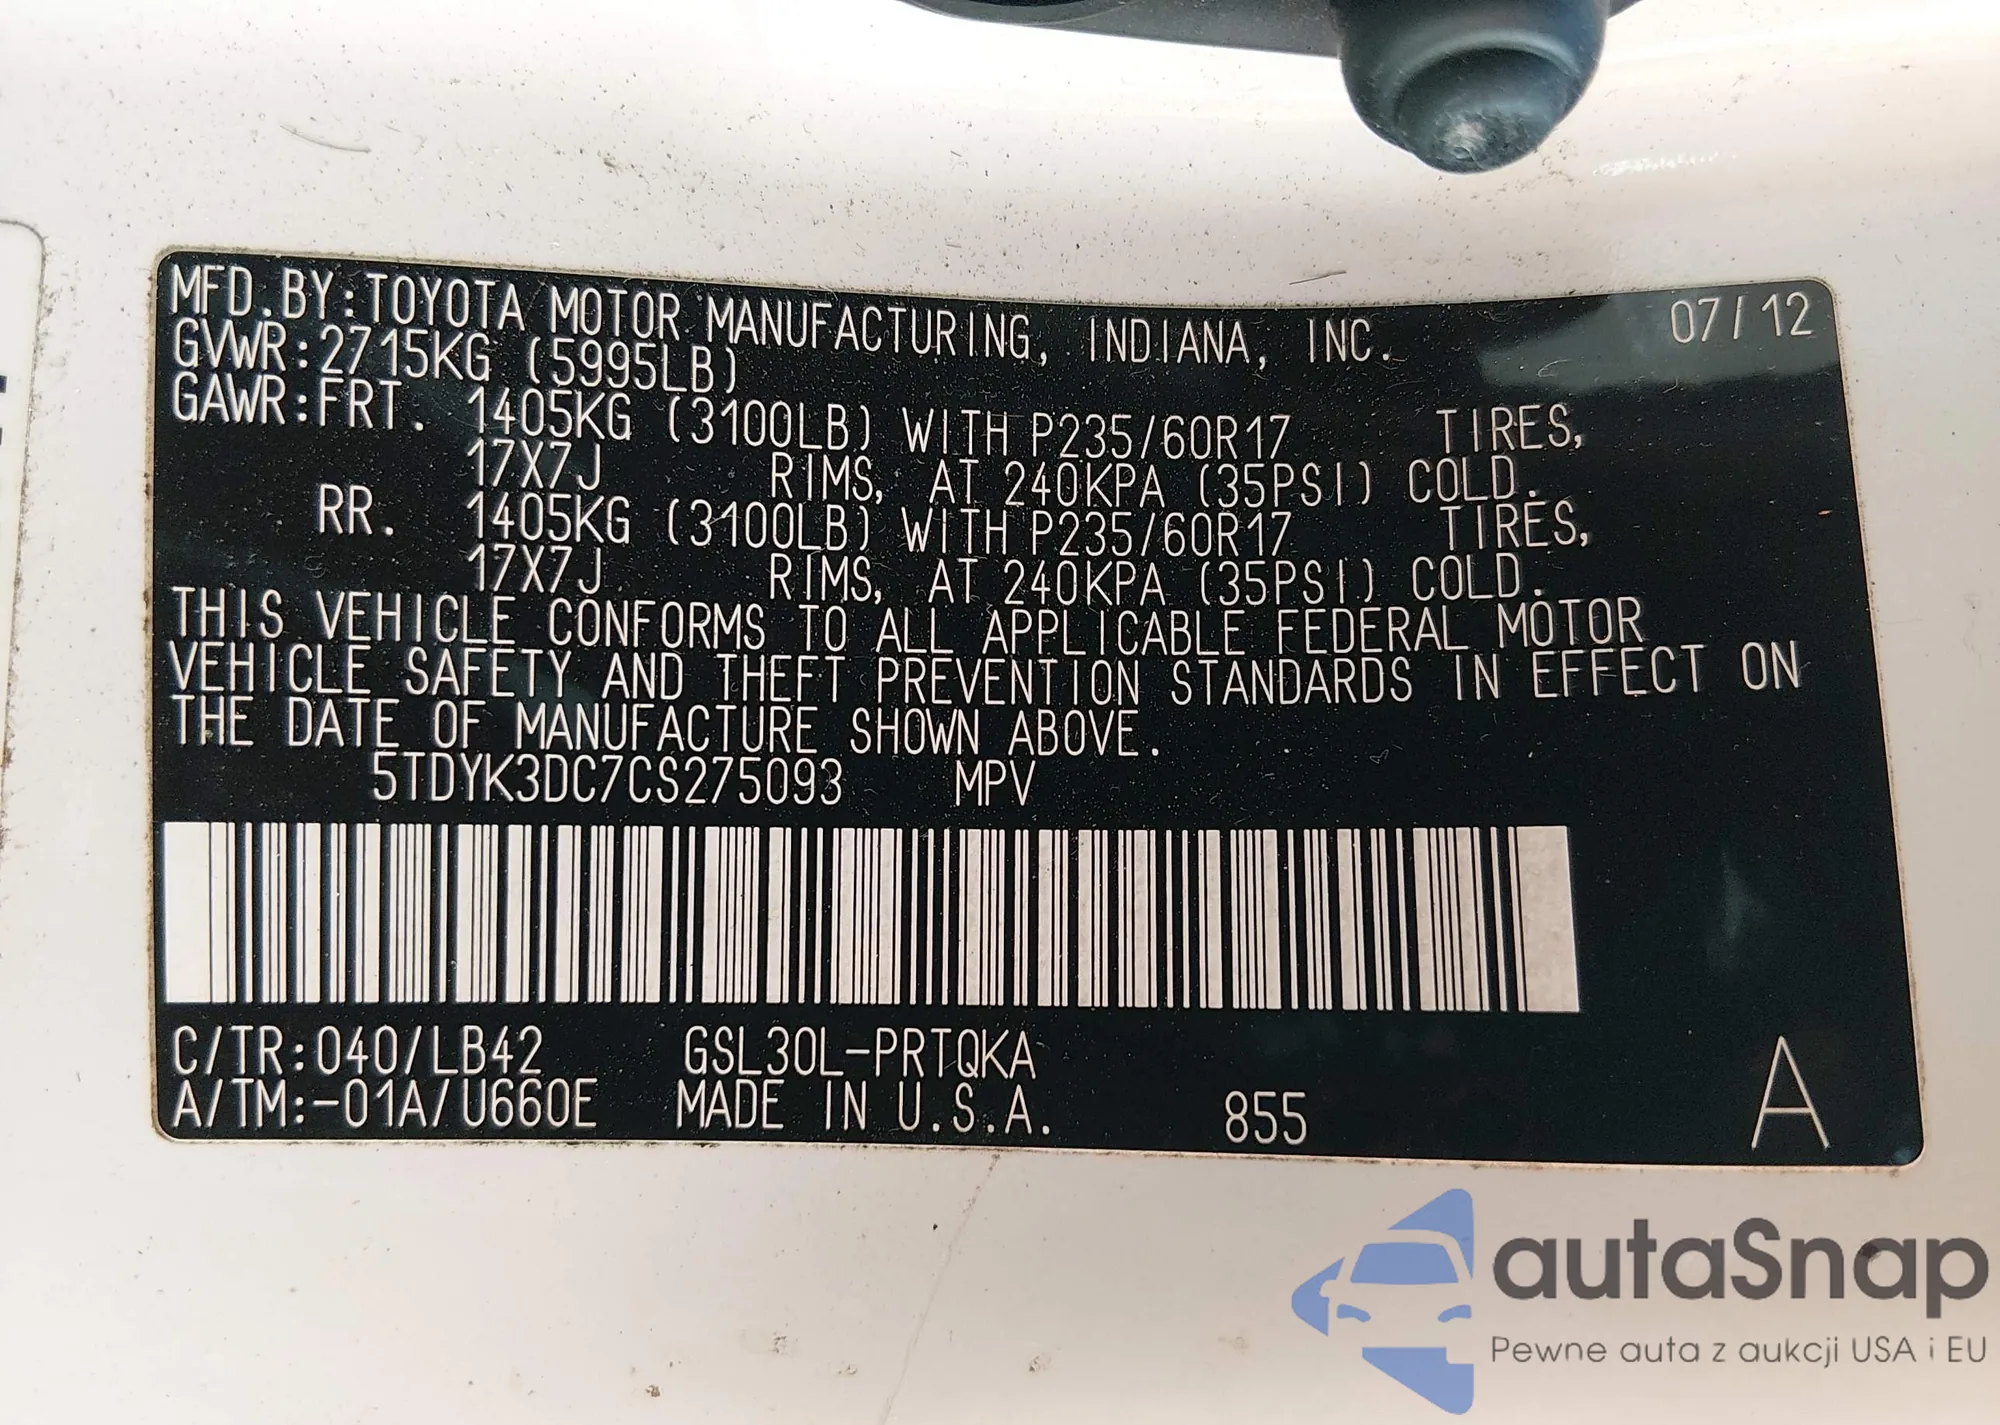 MFD. BY: TOYOTA MOTOR MANUFACTURING, INDIANA, INC. 07/12
GVWR: 2715KG (5995LB)
GAWR: FRT. 1405KG (3100LB) WITH P235/60R17 TIRES,
17X7J RIMS, AT 240KPA (35PSI) COLD.
RR. 1405KG (3100LB) WITH P235/60R17 TIRES,
17X7J RIMS, AT 240KPA (35PSI) COLD.
THIS VEHICLE CONFORMS TO ALL APPLICABLE FEDERAL MOTOR
VEHICLE SAFETY AND THEFT PREVENTION STANDARDS IN EFFECT ON
THE DATE OF MANUFACTURE SHOWN ABOVE.
5TDYK3DC7CS275093 MPV
C/TR: 040/LB42 GSL30L-PRTQKA
A/TM: -01A/U660E MADE IN U.S.A. 855 A
autaSnap
Pewne auta z aukcji USA i EU